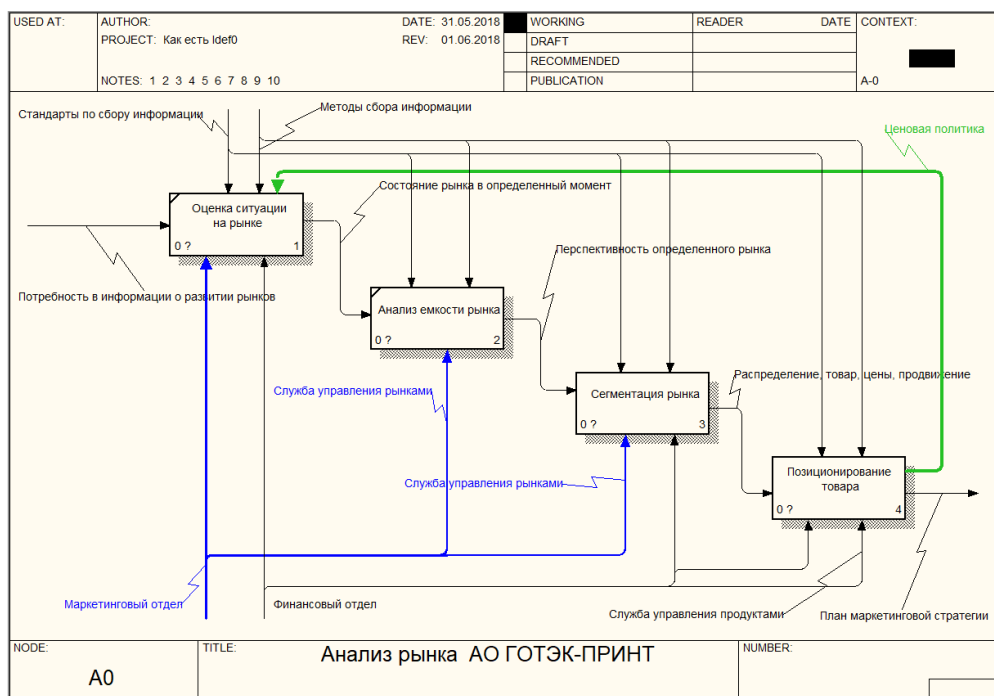 USED AT:
AUTHOR:
DATE: 31.05.2018
WORKING
READER
DATE
CONTEXT:
PROJECT: Как есть Idef0
REV: 01.06.2018
DRAFT
RECOMMENDED
NOTES: 1 2 3 4 5 6 7 8 9 10
PUBLICATION
A-0
Стандарты по сбору информации
Методы сбора информации
Ценовая политика
Состояние рынка в определенный момент
Оценка ситуации
на рынке
0 ?
1
Перспективность определенного рынка
Потребность в информации о развитии рынков
Анализ емкости рынка
0 ?
2
Распределение, товар, цены, продвижение
Служба управления рынками
Сегментация рынка
0 ?
3
Служба управления рынками
Позиционирование
товара
0 ?
4
Маркетинговый отдел
Финансовый отдел
Служба управления продуктами
План маркетинговой стратегии
NODE:
TITLE:
NUMBER:
A0
Анализ рынка АО ГОТЭК-ПРИНТ